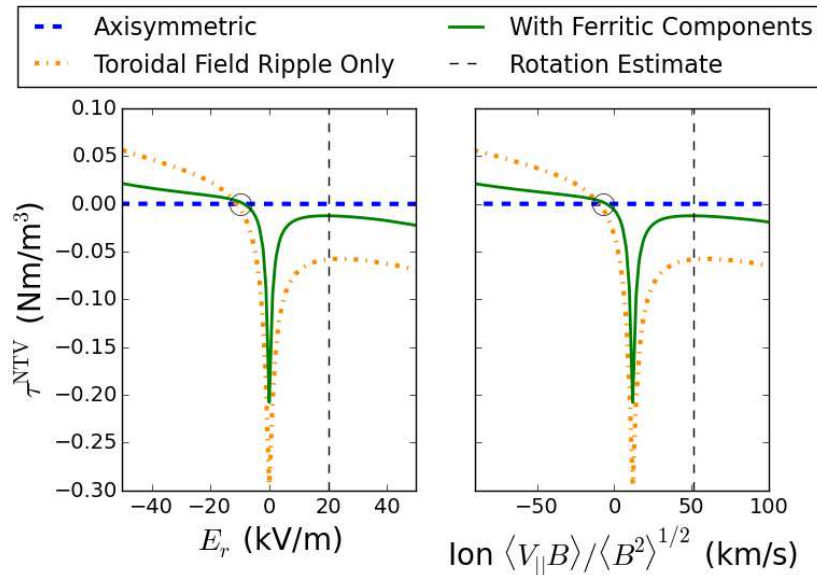 Axisymmetric
With Ferritic Components
Toroidal Field Ripple Only
Rotation Estimate
τ^NTV (Nm/m³)
0.10
0.05
0.00
−0.05
−0.10
−0.15
−0.20
−0.25
−0.30
−40 −20 0 20 40
E_r (kV/m)
−50 0 50 100
Ion ⟨V_||B⟩/⟨B²⟩^1/2 (km/s)